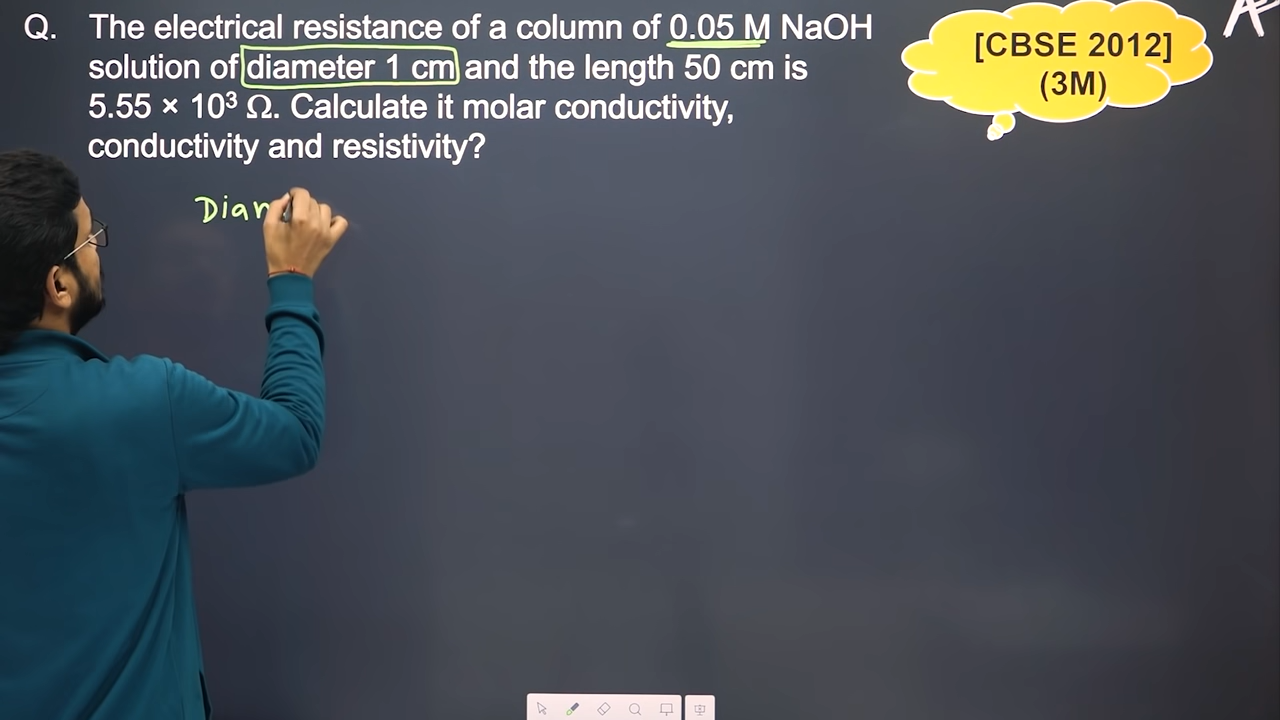 Q. The electrical resistance of a column of 0.05 M NaOH
solution of diameter 1 cm and the length 50 cm is
5.55 × 10³ Ω. Calculate it molar conductivity,
conductivity and resistivity?
[CBSE 2012]
(3M)